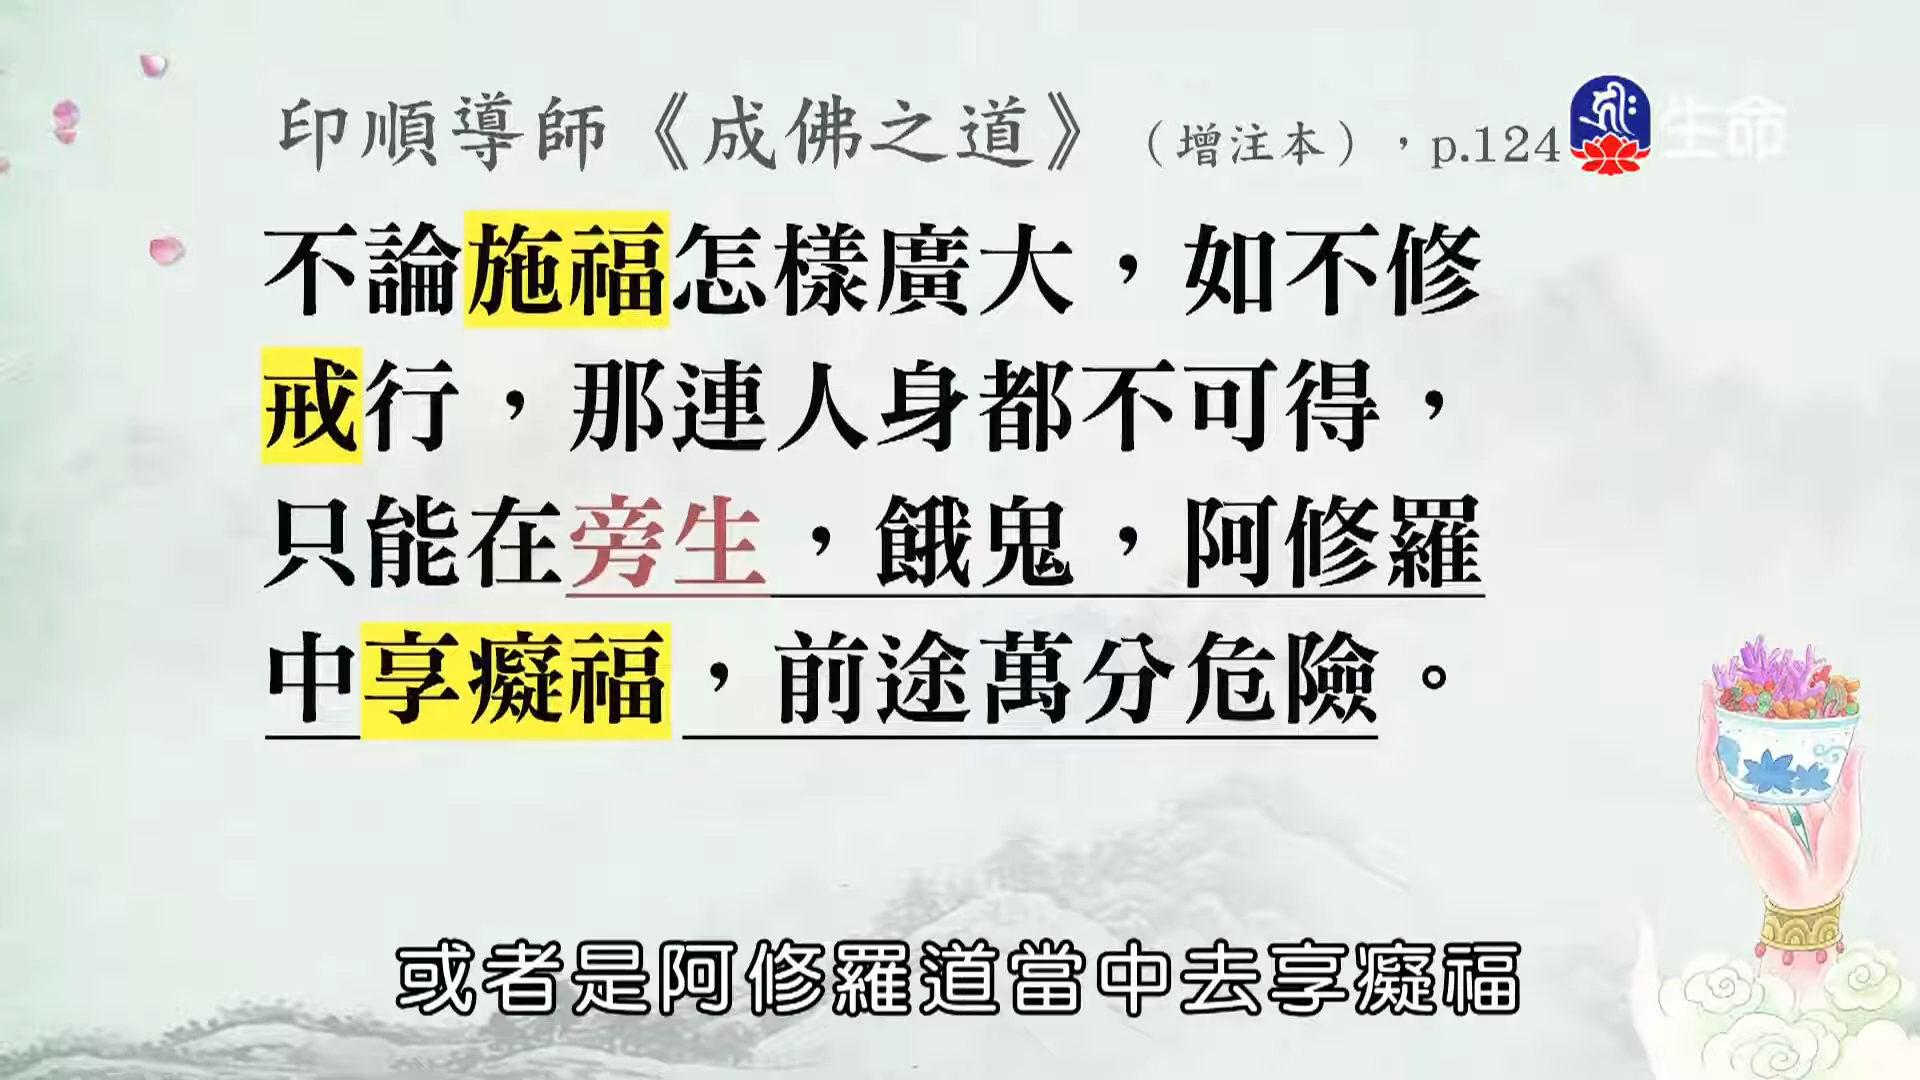 印順導師《成佛之道》（增注本），p.124
生命
不論施福怎樣廣大，如不修
戒行，那連人身都不可得，
只能在旁生，餓鬼，阿修羅
中享癡福，前途萬分危險。
或者是阿修羅道當中去享癡福